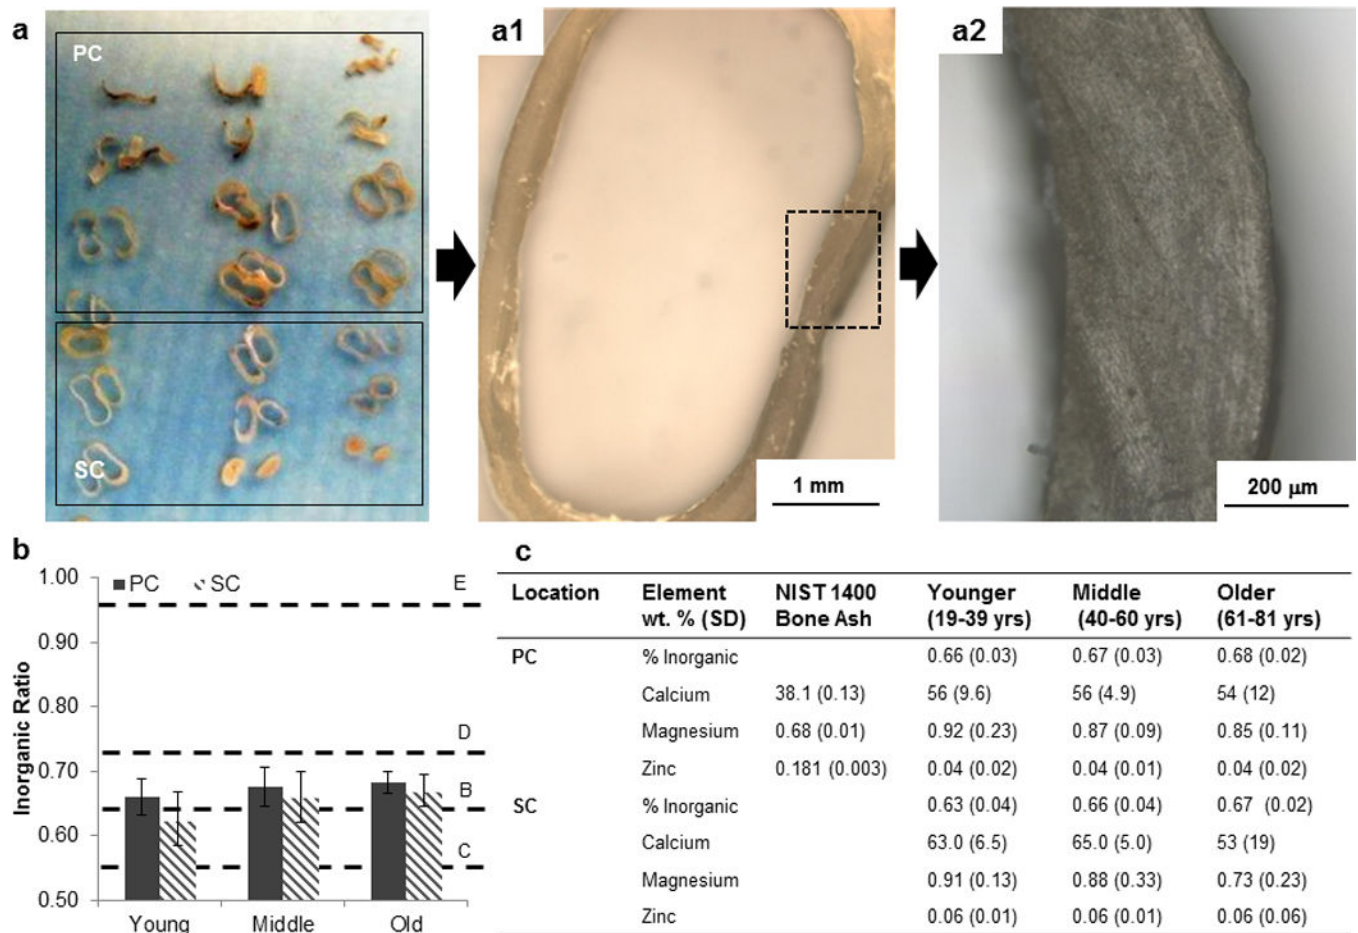 a
PC
SC
a1
1 mm
a2
200 μm
b
PC SC
Inorganic Ratio
1.00
0.90
0.80
0.70
0.60
0.50
E
D
B
C
Young Middle Old
c
Location Element wt. % (SD) NIST 1400 Bone Ash Younger (19-39 yrs) Middle (40-60 yrs) Older (61-81 yrs)
PC % Inorganic 0.66 (0.03) 0.67 (0.03) 0.68 (0.02)
Calcium 38.1 (0.13) 56 (9.6) 56 (4.9) 54 (12)
Magnesium 0.68 (0.01) 0.92 (0.23) 0.87 (0.09) 0.85 (0.11)
Zinc 0.181 (0.003) 0.04 (0.02) 0.04 (0.01) 0.04 (0.02)
SC % Inorganic 0.63 (0.04) 0.66 (0.04) 0.67 (0.02)
Calcium 63.0 (6.5) 65.0 (5.0) 53 (19)
Magnesium 0.91 (0.13) 0.88 (0.33) 0.73 (0.23)
Zinc 0.06 (0.01) 0.06 (0.01) 0.06 (0.06)